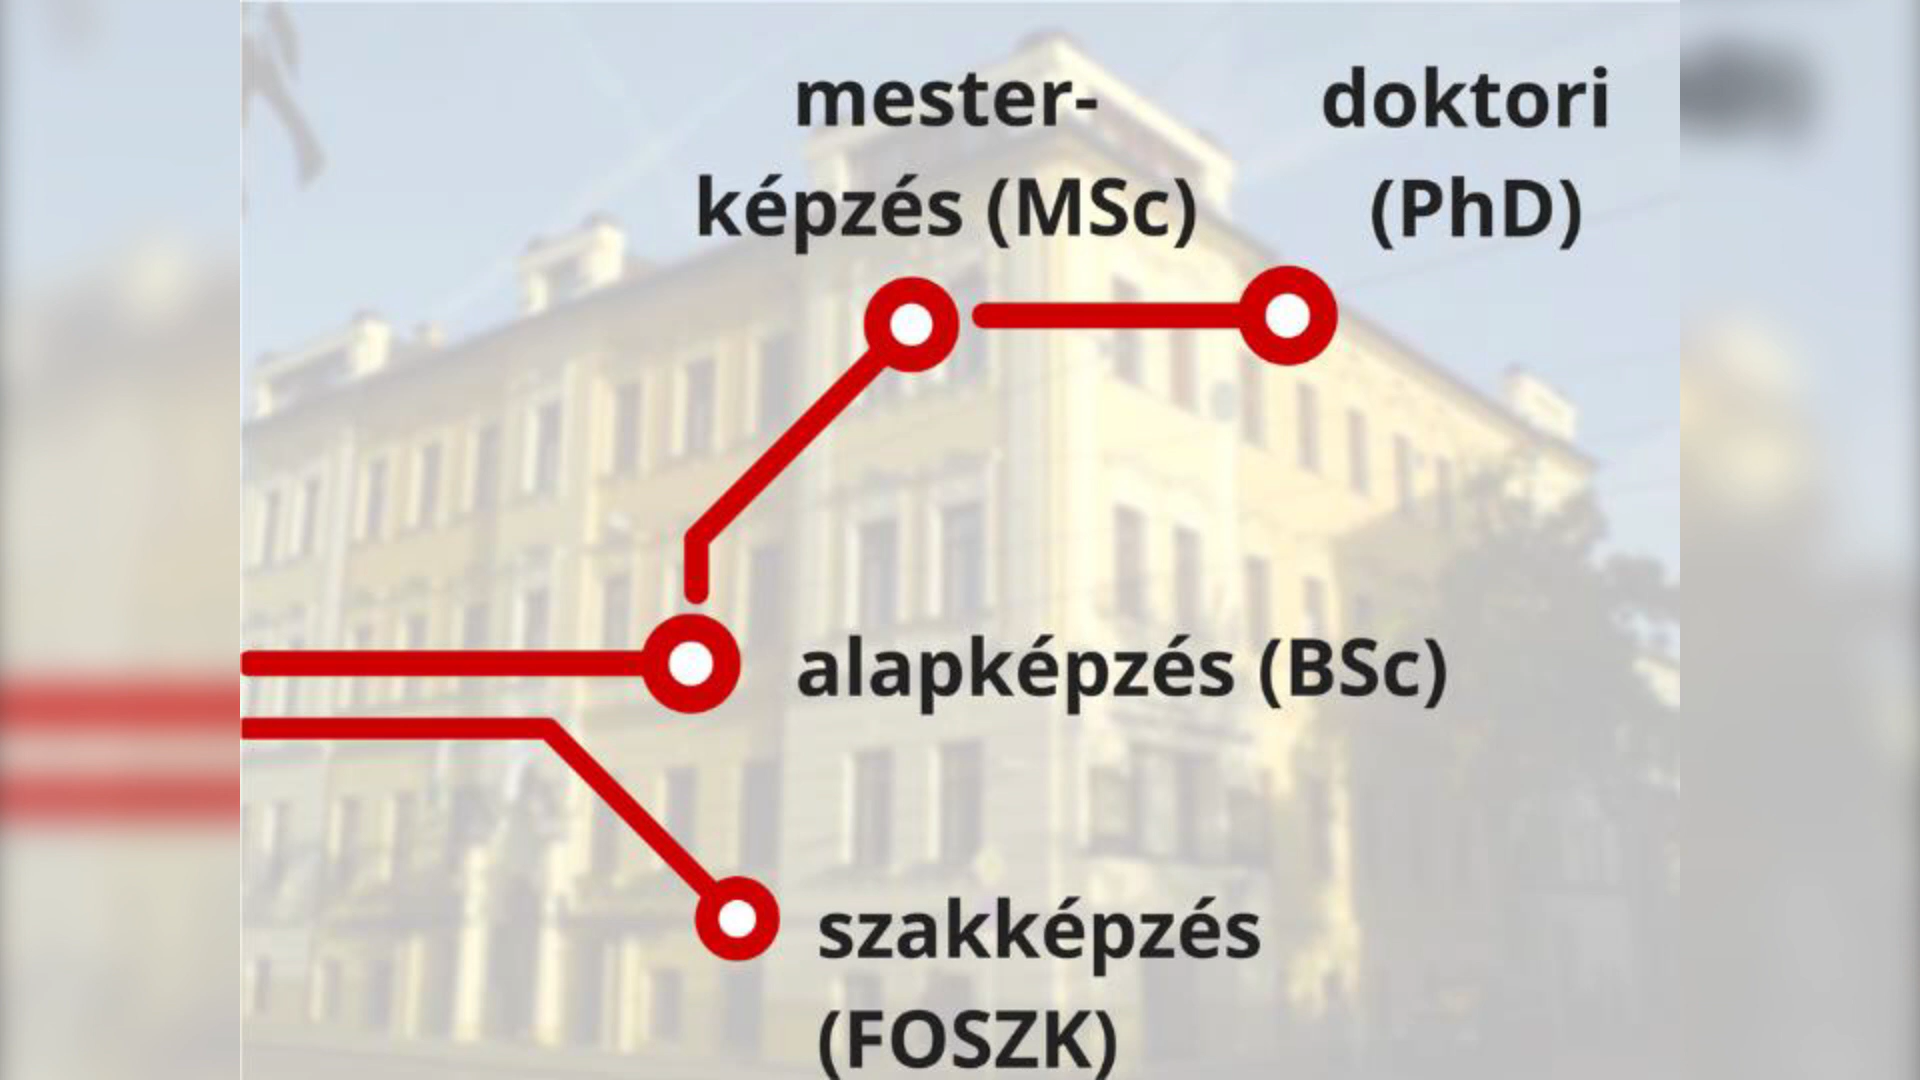 mester-
képzés (MSc)
doktori
(PhD)
alapképzés (BSc)
szakképzés
(FOSZK)